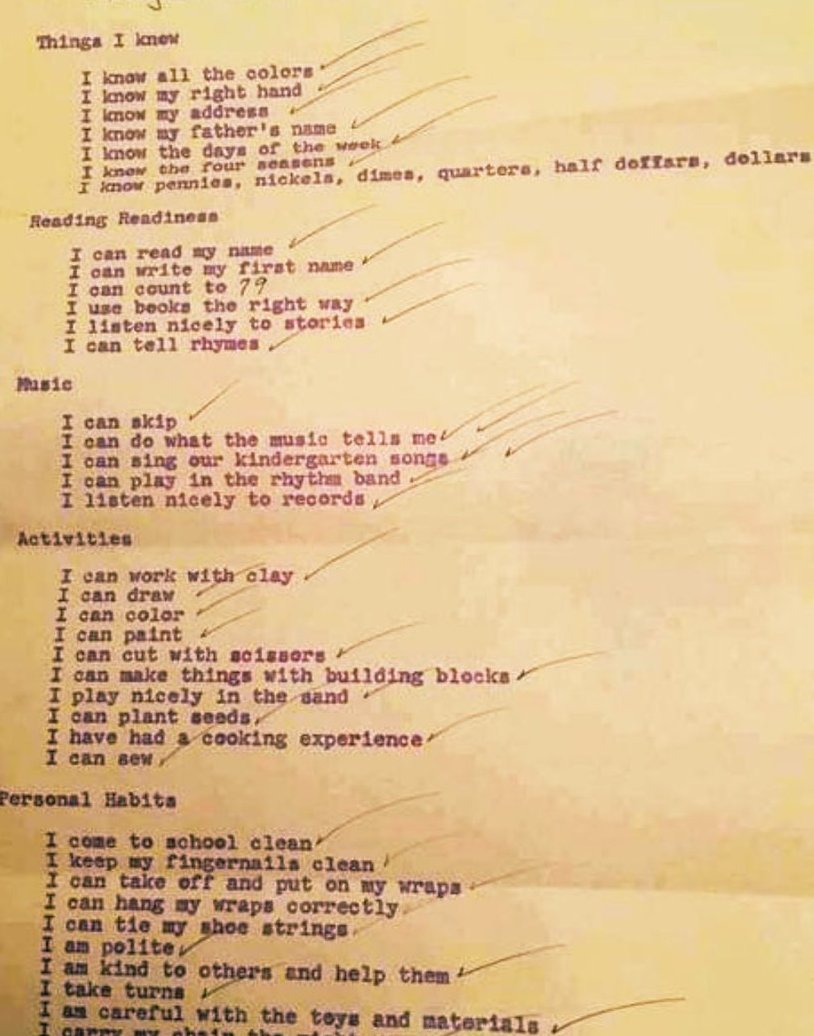 Things I know
I know all the colors
I know my right hand
I know my address
I know my father's name
I know the days of the week
I know the four seasons
I know pennies, nickels, dimes, quarters, half dollars, dollars
Reading Readiness
I can read my name
I can write my first name
I can count to 79
I use books the right way
I listen nicely to stories
I can tell rhymes
Music
I can skip
I can do what the music tells me
I can sing our kindergarten songs
I can play in the rhythm band
I listen nicely to records
Activities
I can work with clay
I can draw
I can color
I can paint
I can cut with scissors
I can make things with building blocks
I play nicely in the sand
I can plant seeds
I have had a cooking experience
I can sew
Personal Habits
I come to school clean
I keep my fingernails clean
I can take off and put on my wraps
I can hang my wraps correctly
I can tie my shoe strings
I am polite
I am kind to others and help them
I take turns
I am careful with the toys and materials
I carry my chair the